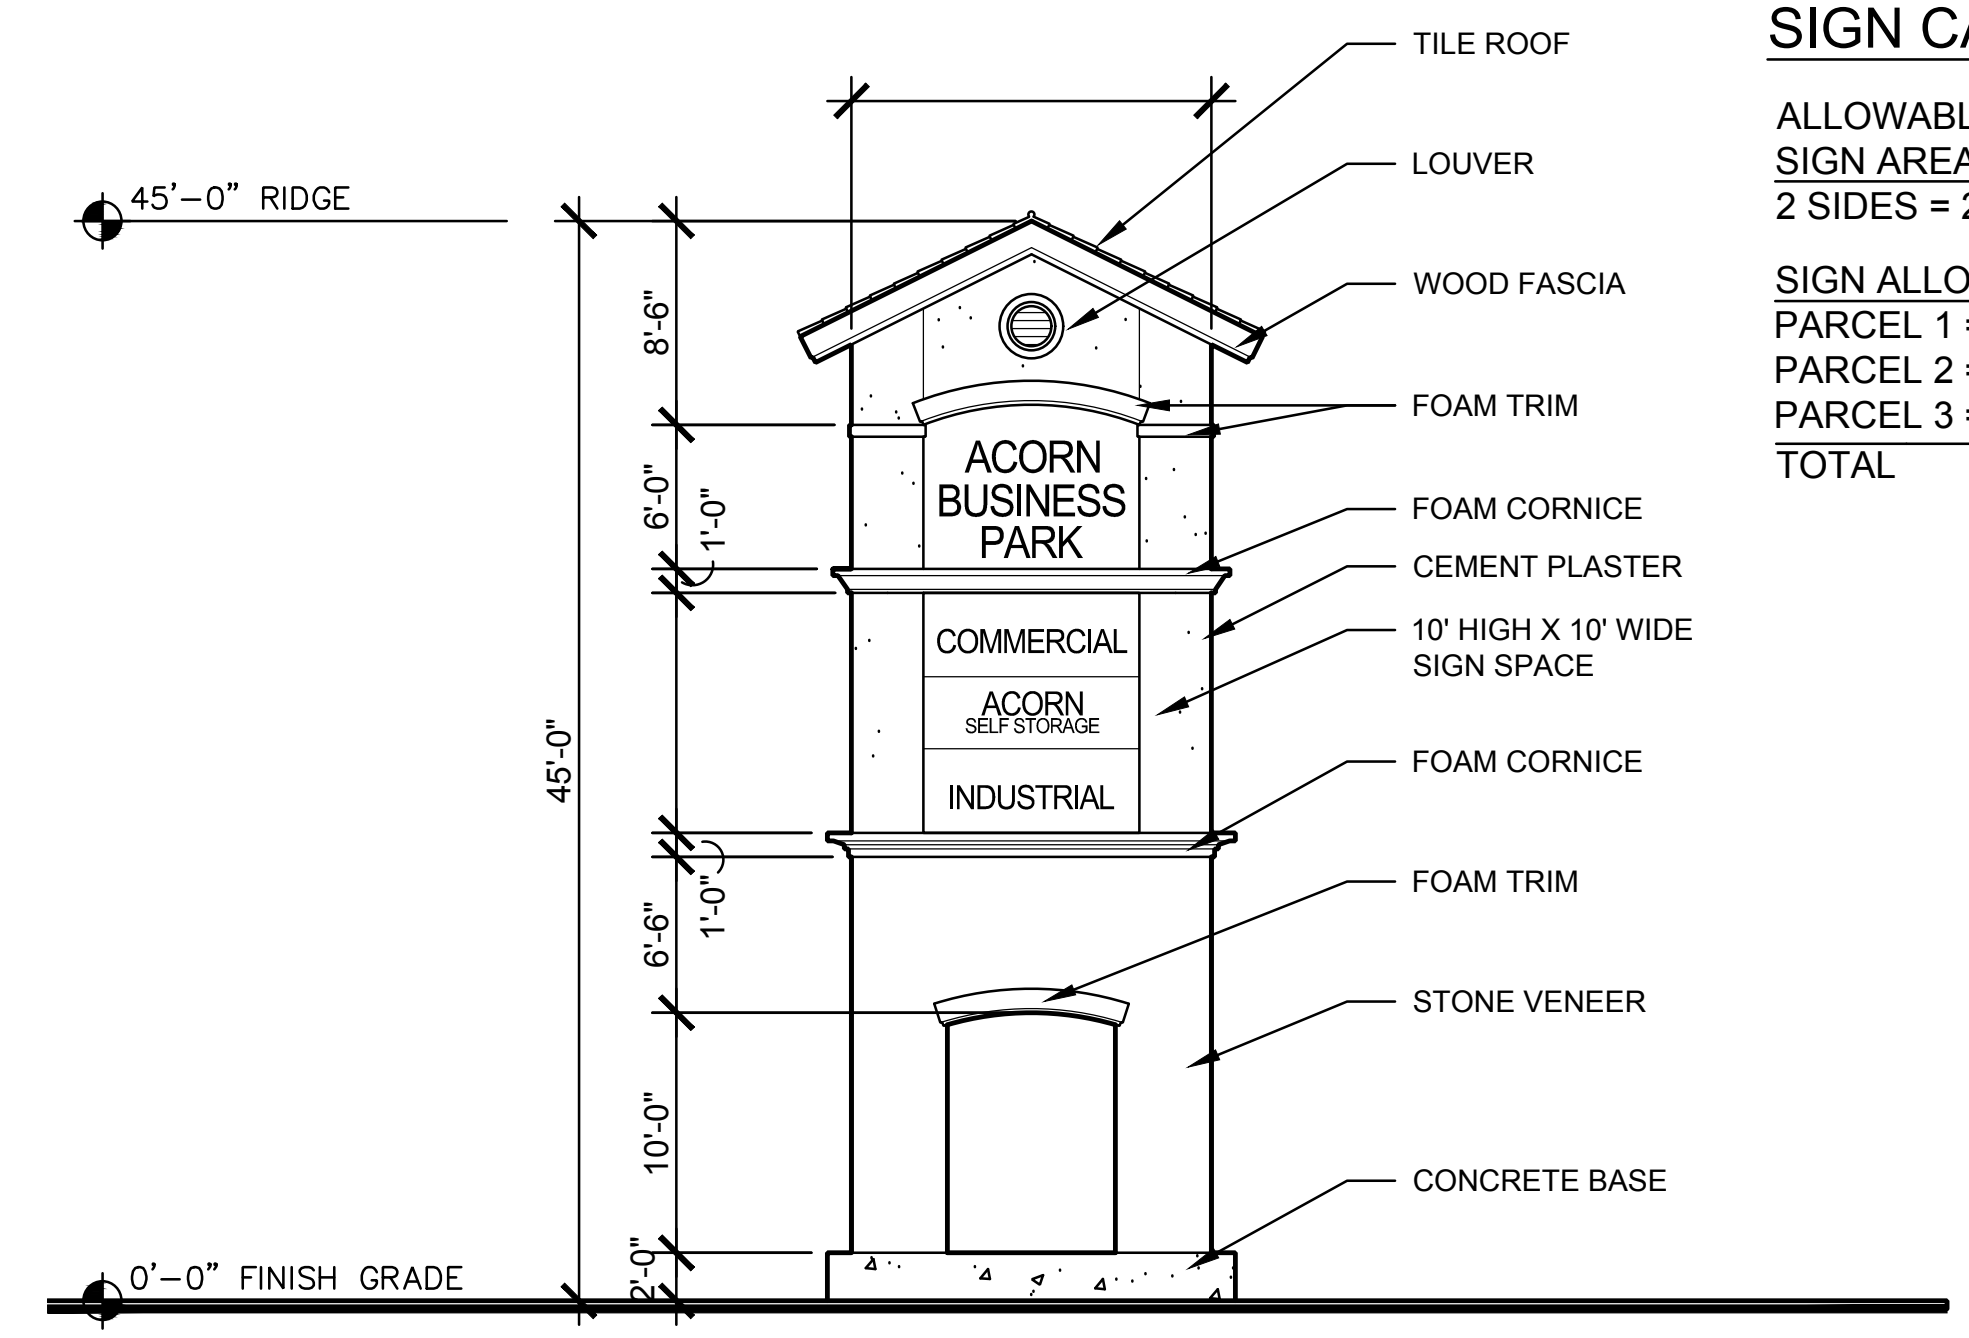 TILE ROOF
LOUVER
WOOD FASCIA
FOAM TRIM
FOAM CORNICE
CEMENT PLASTER
10' HIGH X 10' WIDE
SIGN SPACE
FOAM CORNICE
FOAM TRIM
STONE VENEER
CONCRETE BASE
45'-0" RIDGE
0'-0" FINISH GRADE
45'-0"
8'-6"
6'-0"
1'-0"
1'-0"
6'-6"
10'-0"
2'-0"
ACORN
BUSINESS
PARK
COMMERCIAL
ACORN
SELF STORAGE
INDUSTRIAL
SIGN
ALLOWABL
SIGN AREA
2 SIDES = 2
SIGN ALLO
PARCEL 1 =
PARCEL 2 =
PARCEL 3 =
TOTAL